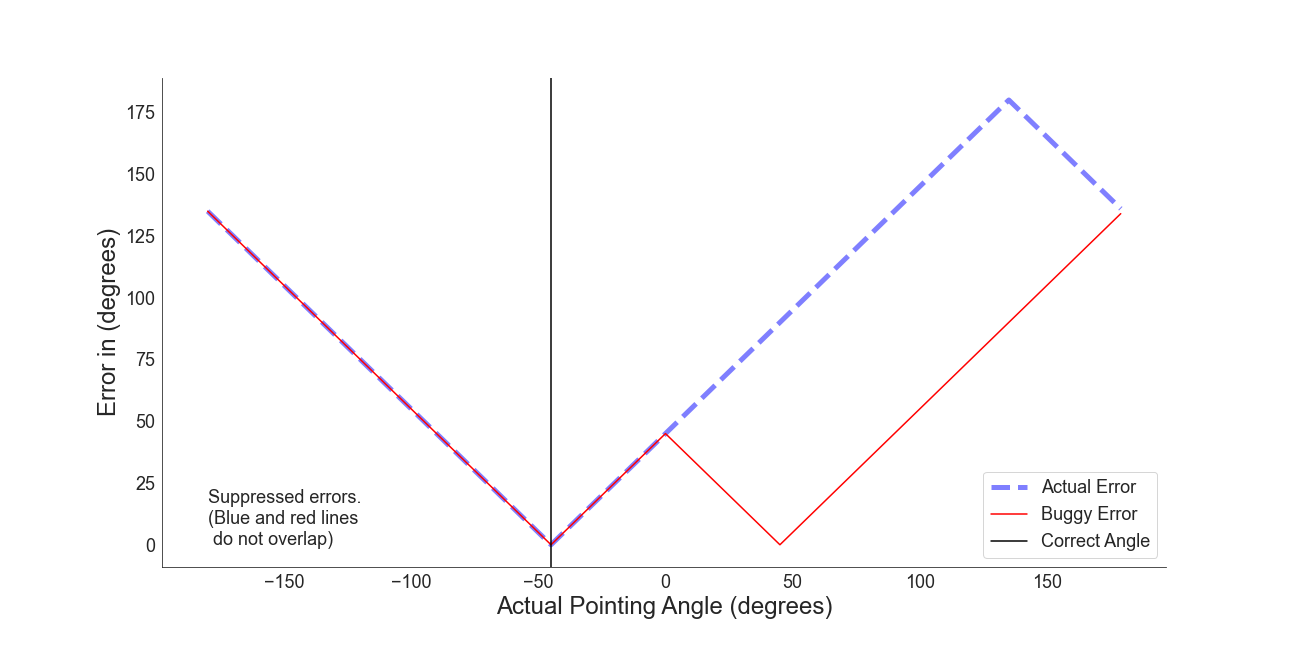 175
150
125
100
75
50
25
0
Error in (degrees)
Suppressed errors.
(Blue and red lines
do not overlap)
Actual Error
Buggy Error
Correct Angle
−150
−100
−50
0
50
100
150
Actual Pointing Angle (degrees)